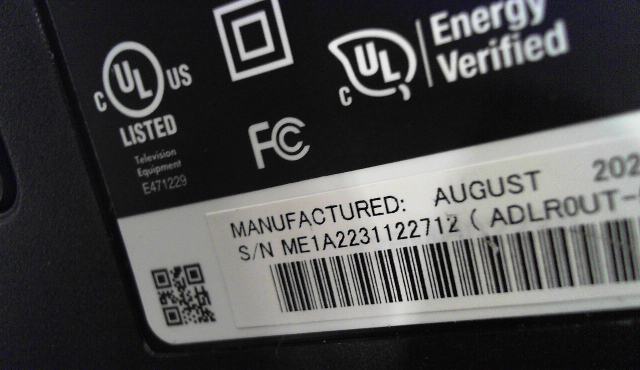 c UL US
LISTED
Television
Equipment
E471229
FC
c UL
Energy
Verified
MANUFACTURED: AUGUST 202
S/N ME1A2231122712 ( ADLR0UT-